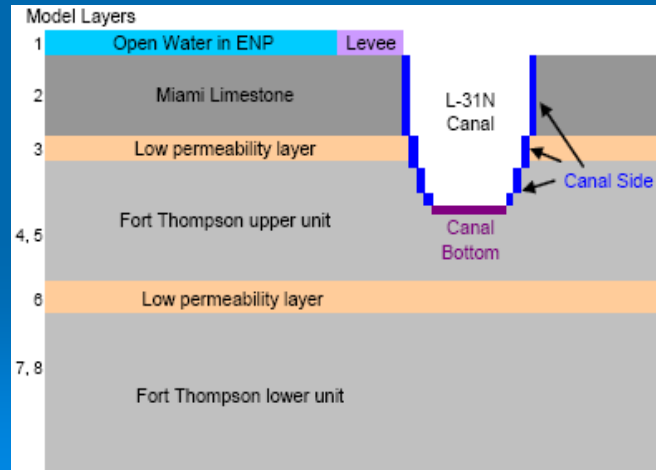 Model Layers
1
Open Water in ENP
Levee
2
Miami Limestone
L-31N
Canal
3
Low permeability layer
Canal Side
4, 5
Fort Thompson upper unit
Canal
Bottom
6
Low permeability layer
7, 8
Fort Thompson lower unit